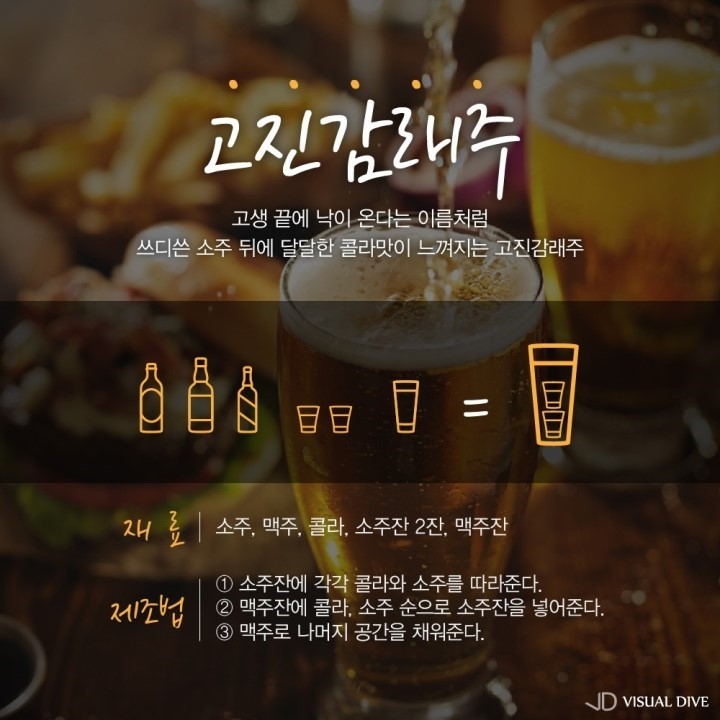 고진감래주
고생 끝에 낙이 온다는 이름처럼
쓰디쓴 소주 뒤에 달달한 콜라맛이 느껴지는 고진감래주
=
재료 소주, 맥주, 콜라, 소주잔 2잔, 맥주잔
제조법 ① 소주잔에 각각 콜라와 소주를 따라준다.
② 맥주잔에 콜라, 소주 순으로 소주잔을 넣어준다.
③ 맥주로 나머지 공간을 채워준다.
VD VISUAL DIVE